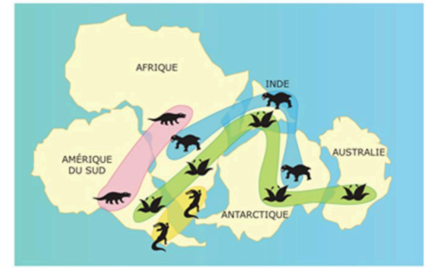 AFRIQUE
INDE
AMÉRIQUE
DU SUD
AUSTRALIE
ANTARCTIQUE